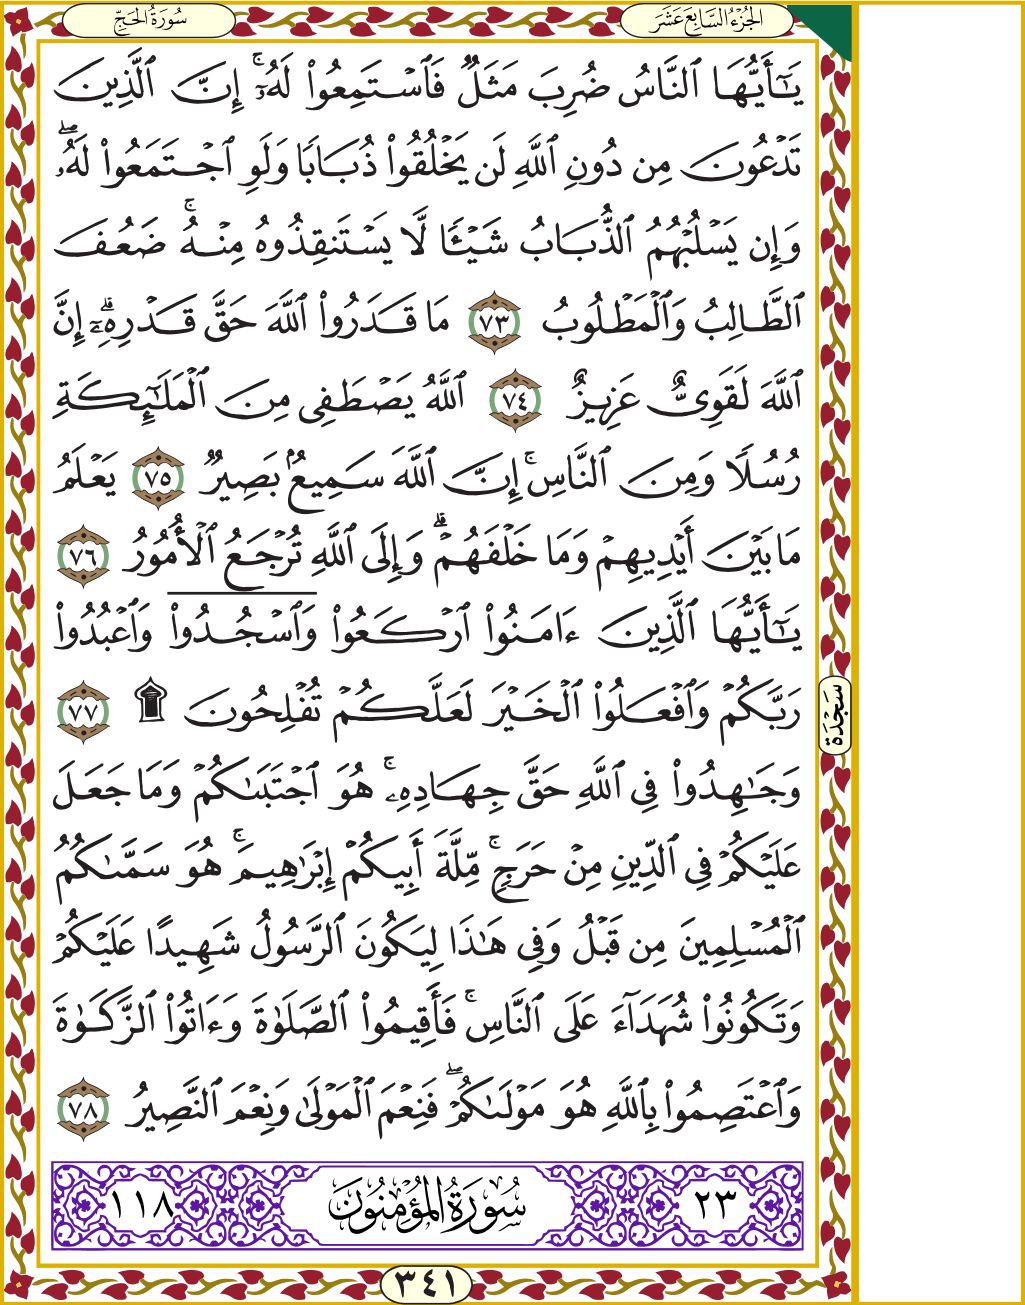 سُورَةُ الحَجِّ
الجُزْءُ السَّابِعَ عَشَرَ
يَٰٓأَيُّهَا ٱلنَّاسُ ضُرِبَ مَثَلٌ فَٱسْتَمِعُوا۟ لَهُۥٓ ۚ إِنَّ ٱلَّذِينَ
تَدْعُونَ مِن دُونِ ٱللَّهِ لَن يَخْلُقُوا۟ ذُبَابًا وَلَوِ ٱجْتَمَعُوا۟ لَهُۥ ۖ
وَإِن يَسْلُبْهُمُ ٱلذُّبَابُ شَيْـًٔا لَّا يَسْتَنقِذُوهُ مِنْهُ ۚ ضَعُفَ
ٱلطَّالِبُ وَٱلْمَطْلُوبُ ٧٣ مَا قَدَرُوا۟ ٱللَّهَ حَقَّ قَدْرِهِۦٓ ۗ إِنَّ
ٱللَّهَ لَقَوِىٌّ عَزِيزٌ ٧٤ ٱللَّهُ يَصْطَفِى مِنَ ٱلْمَلَٰٓئِكَةِ
رُسُلًا وَمِنَ ٱلنَّاسِ ۚ إِنَّ ٱللَّهَ سَمِيعٌۢ بَصِيرٌ ٧٥ يَعْلَمُ
مَا بَيْنَ أَيْدِيهِمْ وَمَا خَلْفَهُمْ ۗ وَإِلَى ٱللَّهِ تُرْجَعُ ٱلْأُمُورُ ٧٦
يَٰٓأَيُّهَا ٱلَّذِينَ ءَامَنُوا۟ ٱرْكَعُوا۟ وَٱسْجُدُوا۟ وَٱعْبُدُوا۟
رَبَّكُمْ وَٱفْعَلُوا۟ ٱلْخَيْرَ لَعَلَّكُمْ تُفْلِحُونَ ۩ ٧٧
سَجْدَة
وَجَٰهِدُوا۟ فِى ٱللَّهِ حَقَّ جِهَادِهِۦ ۚ هُوَ ٱجْتَبَىٰكُمْ وَمَا جَعَلَ
عَلَيْكُمْ فِى ٱلدِّينِ مِنْ حَرَجٍ ۚ مِّلَّةَ أَبِيكُمْ إِبْرَٰهِيمَ ۚ هُوَ سَمَّىٰكُمُ
ٱلْمُسْلِمِينَ مِن قَبْلُ وَفِى هَٰذَا لِيَكُونَ ٱلرَّسُولُ شَهِيدًا عَلَيْكُمْ
وَتَكُونُوا۟ شُهَدَآءَ عَلَى ٱلنَّاسِ ۚ فَأَقِيمُوا۟ ٱلصَّلَوٰةَ وَءَاتُوا۟ ٱلزَّكَوٰةَ
وَٱعْتَصِمُوا۟ بِٱللَّهِ هُوَ مَوْلَىٰكُمْ ۖ فَنِعْمَ ٱلْمَوْلَىٰ وَنِعْمَ ٱلنَّصِيرُ ٧٨
٢٣ سُورَةُ المُؤْمِنُونَ ١١٨
٣٤١